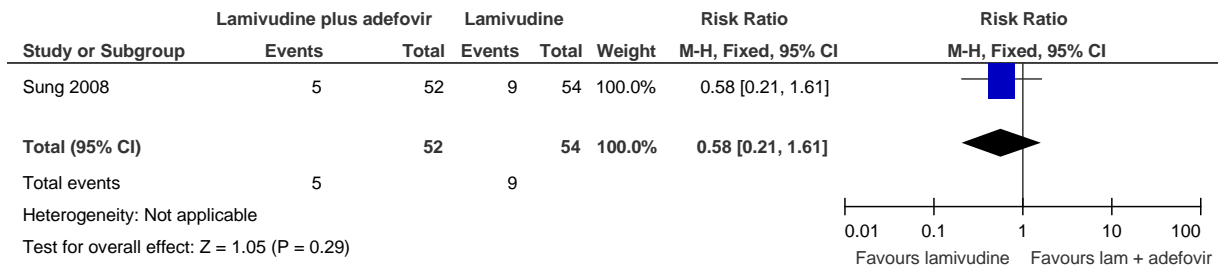 Lamivudine plus adefovir Lamivudine Risk Ratio Risk Ratio
Study or Subgroup Events Total Events Total Weight M-H, Fixed, 95% CI M-H, Fixed, 95% CI
Sung 2008 5 52 9 54 100.0% 0.58 [0.21, 1.61]
Total (95% CI) 52 54 100.0% 0.58 [0.21, 1.61]
Total events 5 9
Heterogeneity: Not applicable
Test for overall effect: Z = 1.05 (P = 0.29)
0.01 0.1 1 10 100
Favours lamivudine Favours lam + adefovir